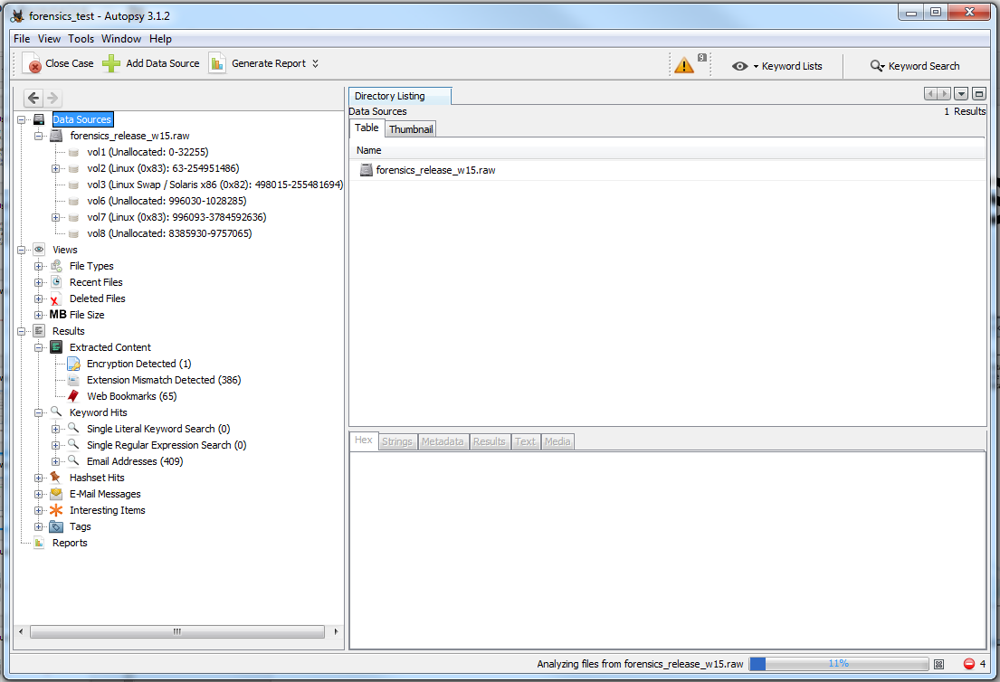 forensics_test - Autopsy 3.1.2
File View Tools Window Help
Close Case Add Data Source Generate Report 9 Keyword Lists Keyword Search
Data Sources
forensics_release_w15.raw
vol1 (Unallocated: 0-32255)
vol2 (Linux (0x83): 63-254951486)
vol3 (Linux Swap / Solaris x86 (0x82): 498015-255481694)
vol6 (Unallocated: 996030-1028285)
vol7 (Linux (0x83): 996093-3784592636)
vol8 (Unallocated: 8385930-9757065)
Views
File Types
Recent Files
Deleted Files
MB File Size
Results
Extracted Content
Encryption Detected (1)
Extension Mismatch Detected (386)
Web Bookmarks (65)
Keyword Hits
Single Literal Keyword Search (0)
Single Regular Expression Search (0)
Email Addresses (409)
Hashset Hits
E-Mail Messages
Interesting Items
Tags
Reports
Directory Listing
Data Sources 1 Results
Table Thumbnail
Name
forensics_release_w15.raw
Hex Strings Metadata Results Text Media
Analyzing files from forensics_release_w15.raw 11% 4